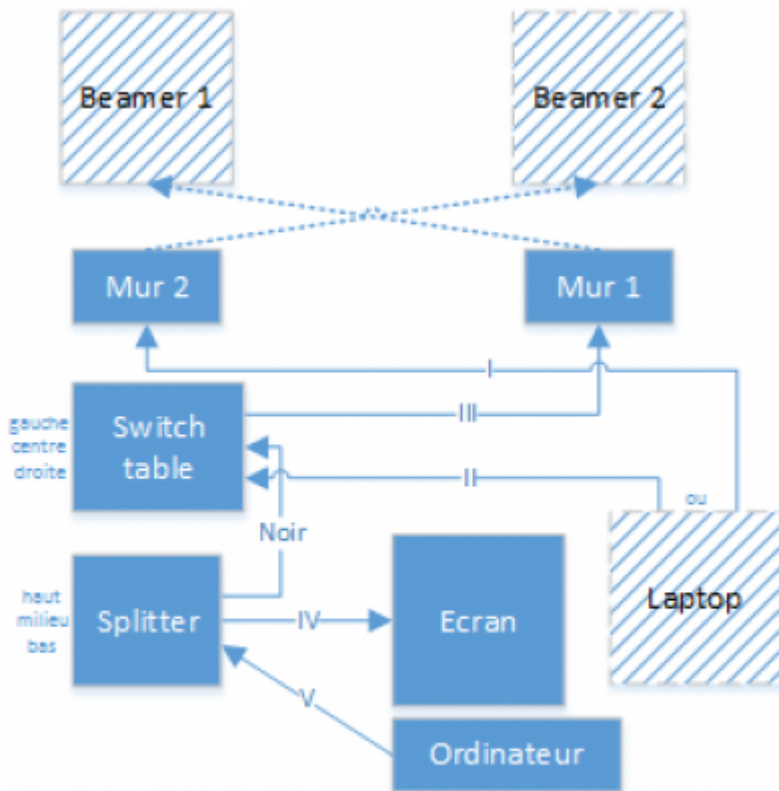 Beamer 1
Beamer 2
Mur 2
Mur 1
I
gauche
centre
droite
Switch
table
III
II
ou
Noir
haut
milieu
bas
Splitter
IV
Ecran
Laptop
V
Ordinateur